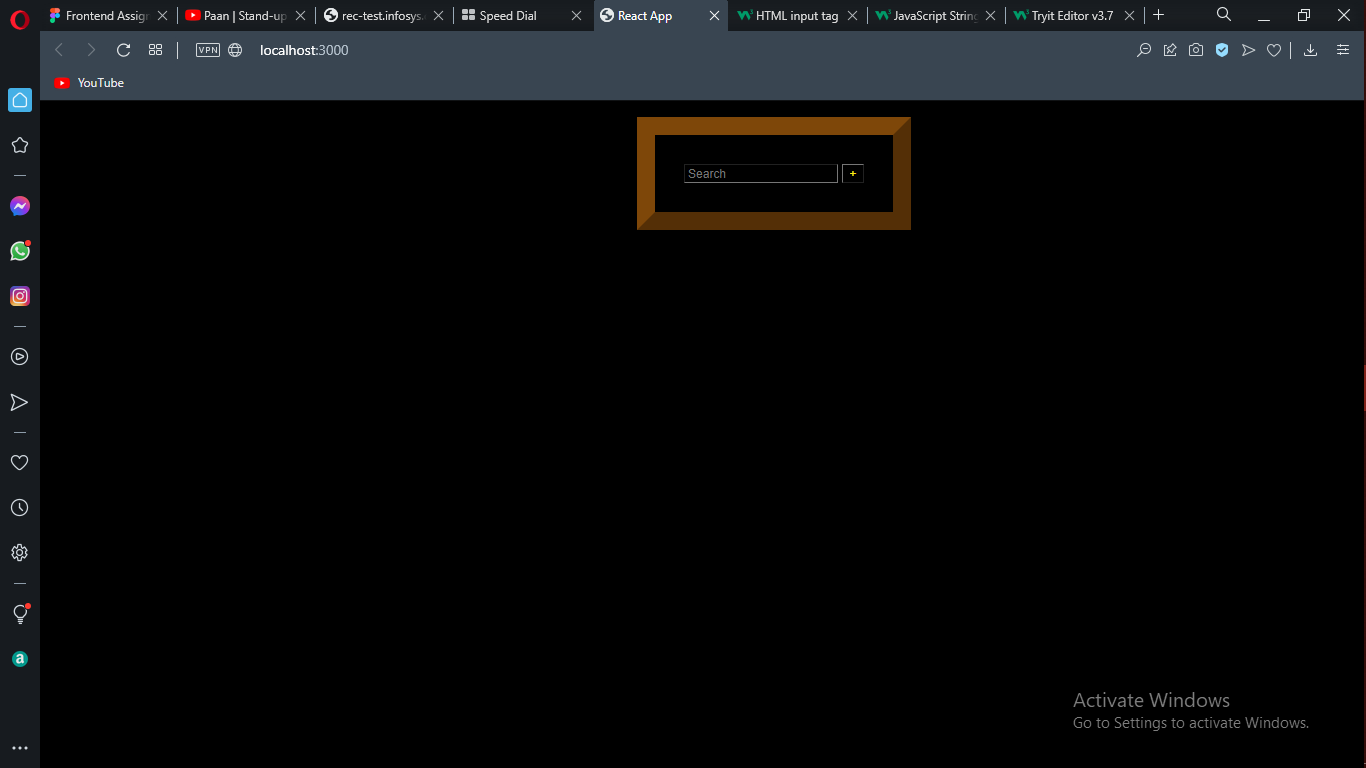 Frontend Assig
Paan | Stand-up
rec-test.infosys.
Speed Dial
React App
HTML input tag
JavaScript String
Tryit Editor v3.7
VPN
localhost:3000
YouTube
Search
+
Activate Windows
Go to Settings to activate Windows.